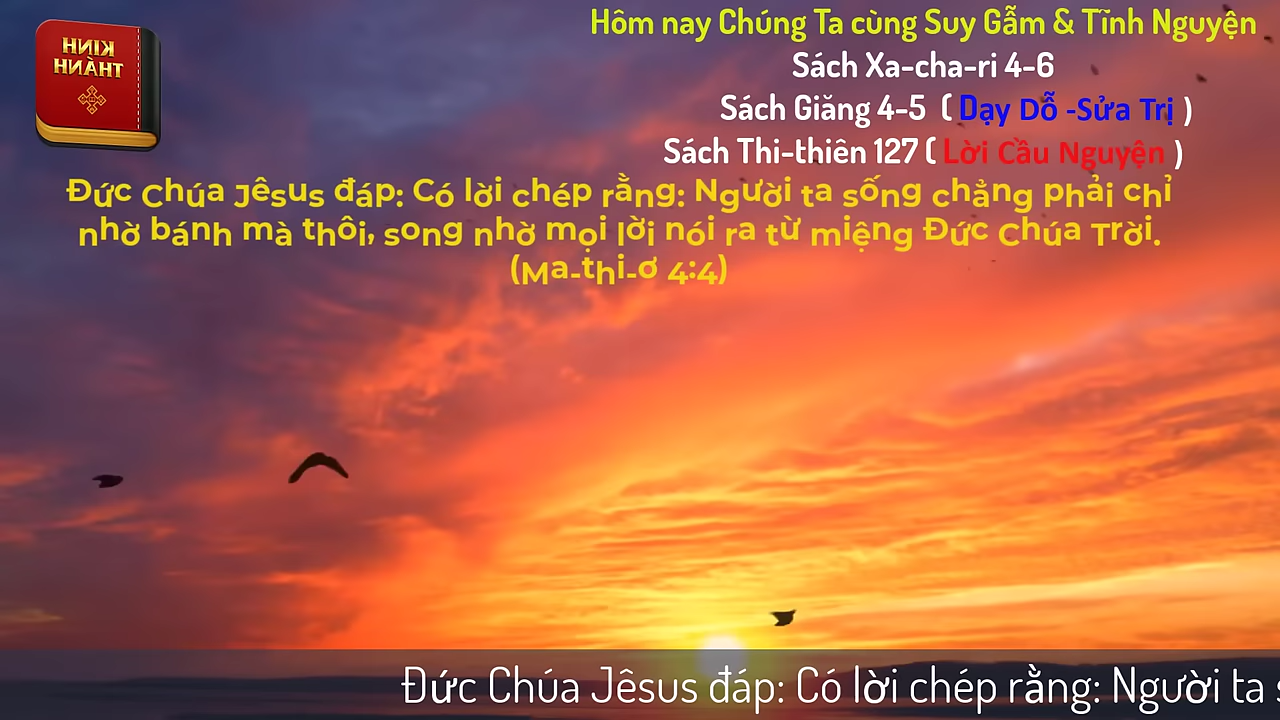 KINH
THÀNH
Hôm nay Chúng Ta cùng Suy Gẫm & Tĩnh Nguyện
Sách Xa-cha-ri 4-6
Sách Giăng 4-5 ( Dạy Dỗ -Sửa Trị )
Sách Thi-thiên 127 ( Lời Cầu Nguyện )
Đức Chúa Jêsus đáp: Có lời chép rằng: Người ta sống chẳng phải chỉ
nhờ bánh mà thôi, song nhờ mọi lời nói ra từ miệng Đức Chúa Trời.
(Ma-thi-ơ 4:4)
Đức Chúa Jêsus đáp: Có lời chép rằng: Người ta